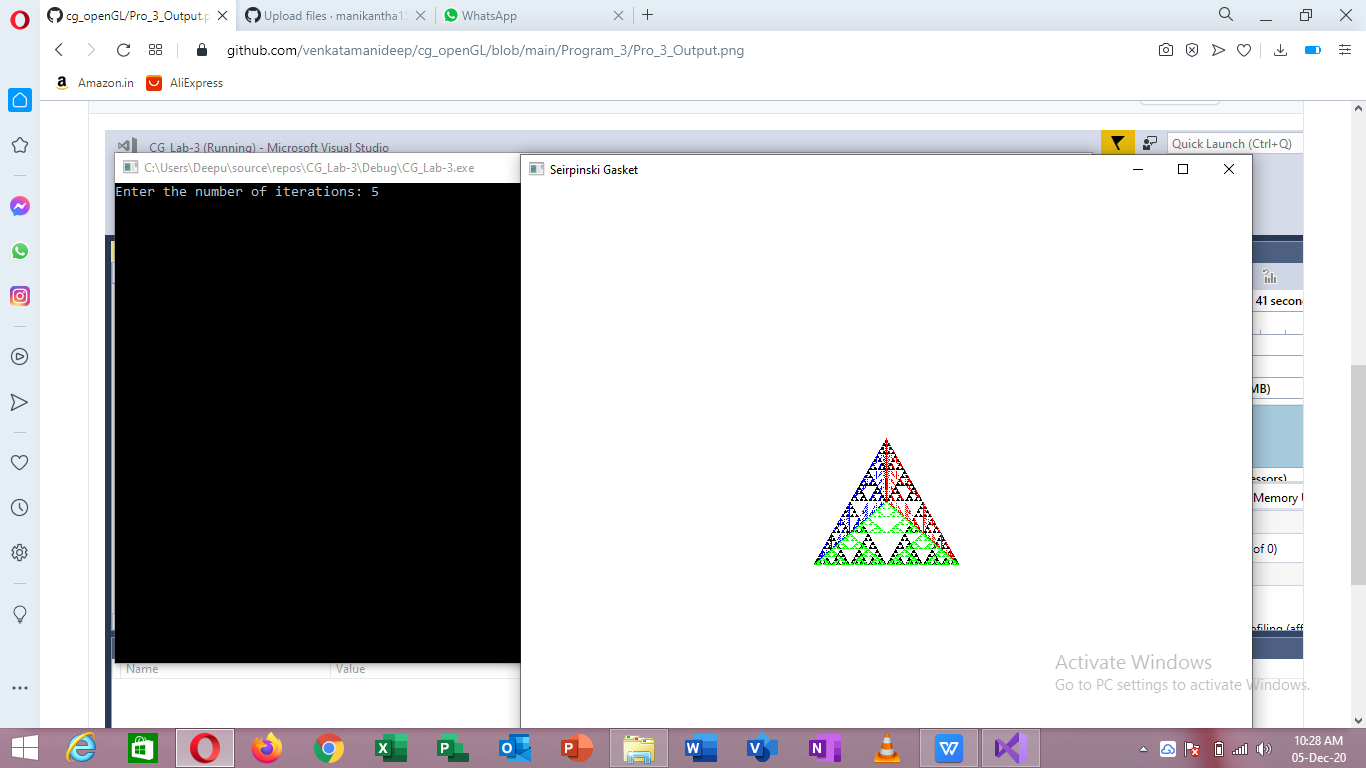 cg_openGL/Pro_3_Output.p
Upload files · manikantha13
WhatsApp
github.com/venkatamanideep/cg_openGL/blob/main/Program_3/Pro_3_Output.png
Amazon.in
AliExpress
CG_Lab-3 (Running) - Microsoft Visual Studio
Quick Launch (Ctrl+Q)
C:\Users\Deepu\source\repos\CG_Lab-3\Debug\CG_Lab-3.exe
Seirpinski Gasket
Enter the number of iterations: 5
41 secon
MB)
essors)
Memory U
of 0)
ofiling (aff
Name
Value
Activate Windows
Go to PC settings to activate Windows.
10:28 AM
05-Dec-20